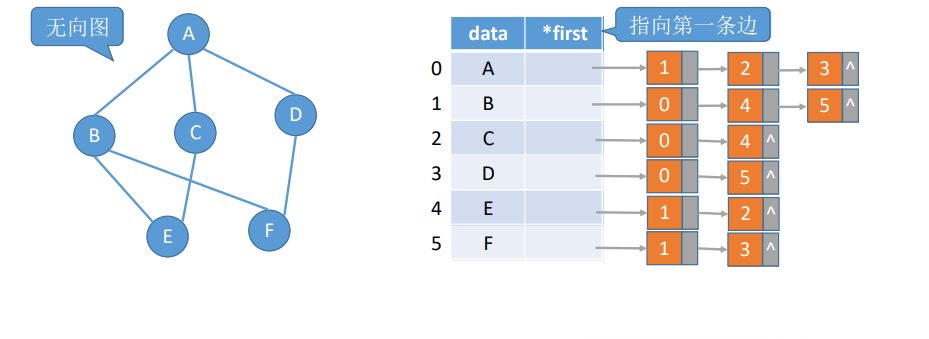 无向图
A
B
C
D
E
F
data *first
指向第一条边
0 A 1 2 3 ^
1 B 0 4 5 ^
2 C 0 4 ^
3 D 0 5 ^
4 E 1 2 ^
5 F 1 3 ^